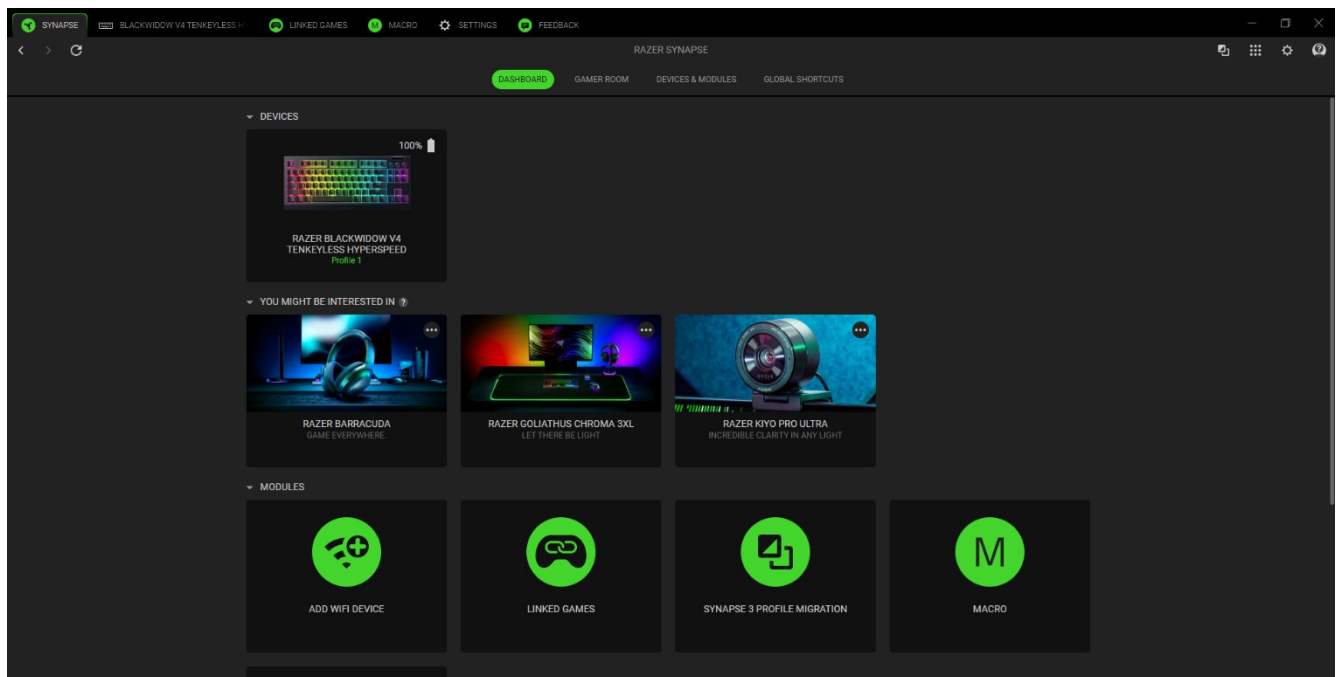 SYNAPSE
BLACKWIDOW V4 TENKEYLESS H
LINKED GAMES
M
MACRO
SETTINGS
FEEDBACK
RAZER SYNAPSE
DASHBOARD
GAMER ROOM
DEVICES & MODULES
GLOBAL SHORTCUTS
DEVICES
100%
RAZER BLACKWIDOW V4
TENKEYLESS HYPERSPEED
Profile 1
YOU MIGHT BE INTERESTED IN ?
RAZER BARRACUDA
GAME EVERYWHERE.
RAZER GOLIATHUS CHROMA 3XL
LET THERE BE LIGHT
RAZER KIYO PRO ULTRA
INCREDIBLE CLARITY IN ANY LIGHT
MODULES
ADD WIFI DEVICE
LINKED GAMES
SYNAPSE 3 PROFILE MIGRATION
M
MACRO